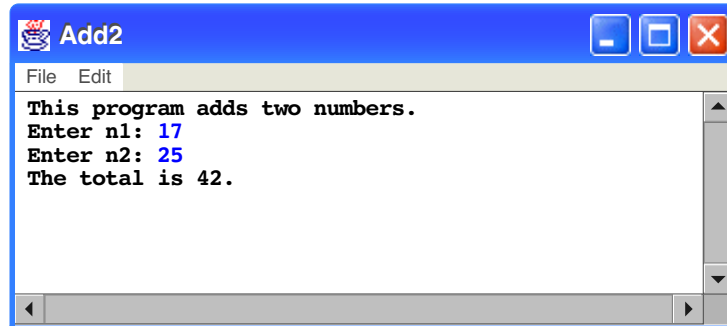 Add2
File Edit
This program adds two numbers.
Enter n1: 17
Enter n2: 25
The total is 42.